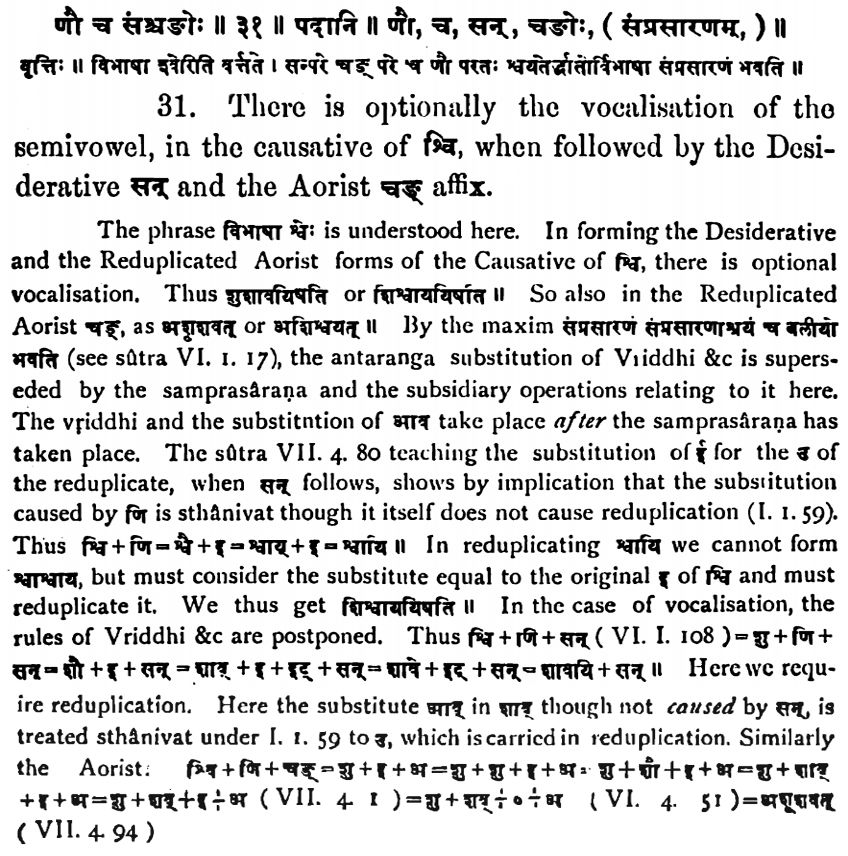 णौ च संश्चङोः ॥ ३१ ॥ पदानि ॥ णौ, च, सन्, चङोः, ( संप्रसारणम्, ) ॥
वृत्तिः ॥ विभाषा इवेरिति वर्त्तते । सन्परे चङ् परे च णौ परतः श्वयतेर्द्धातोर्विभाषा संप्रसारणं भवति ॥
31. There is optionally the vocalisation of the
semivowel, in the causative of श्वि, when followed by the Desi-
derative सन् and the Aorist चङ् affix.
The phrase विभाषा श्वेः is understood here. In forming the Desiderative
and the Reduplicated Aorist forms of the Causative of श्वि, there is optional
vocalisation. Thus शुशावयिषति or शिश्वाययिर्षात ॥ So also in the Reduplicated
Aorist चङ्, as अशूशवत् or अशिश्वयत् ॥ By the maxim संप्रसारणं संप्रसारणाश्रयं च बलीयो
भवति (see sûtra VI. 1. 17), the antaranga substitution of Vriddhi &c is supers-
eded by the samprasâraṇa and the subsidiary operations relating to it here.
The vṛiddhi and the substitntion of आव take place after the samprasâraṇa has
taken place. The sûtra VII. 4. 80 teaching the substitution of ई for the उ of
the reduplicate, when सन् follows, shows by implication that the substitution
caused by णि is sthânivat though it itself does not cause reduplication (I. 1. 59).
Thus श्वि+णि=श्वै+इ=श्वाय्+इ=श्वायि ॥ In reduplicating श्वायि we cannot form
श्वाश्वाय, but must consider the substitute equal to the original इ of श्वि and must
reduplicate it. We thus get शिश्वाययिषति ॥ In the case of vocalisation, the
rules of Vriddhi &c are postponed. Thus श्वि+णि+सन् ( VI. I. 108 )=शु+णि+
सन्=शौ+इ+सन्=शाव्+इ+इट्+सन्=शावे+इट्+सन्=शावयि+सन् ॥ Here we requ-
ire reduplication. Here the substitute आव् in शाव् though not caused by सन्, is
treated sthânivat under I. 1. 59 to उ, which is carried in reduplication. Similarly
the Aorist: श्वि+णि+चङ्=शु+इ+अ=शु+शु+इ+अ= शु+शौ+इ+अ=शु+शाव्
+इ+अ=शु+शव्+इ+अ ( VII. 4 1 )=शु+शव्+०+अ ( VI. 4. 51 )=अशूशवत्
( VII. 4 94 )